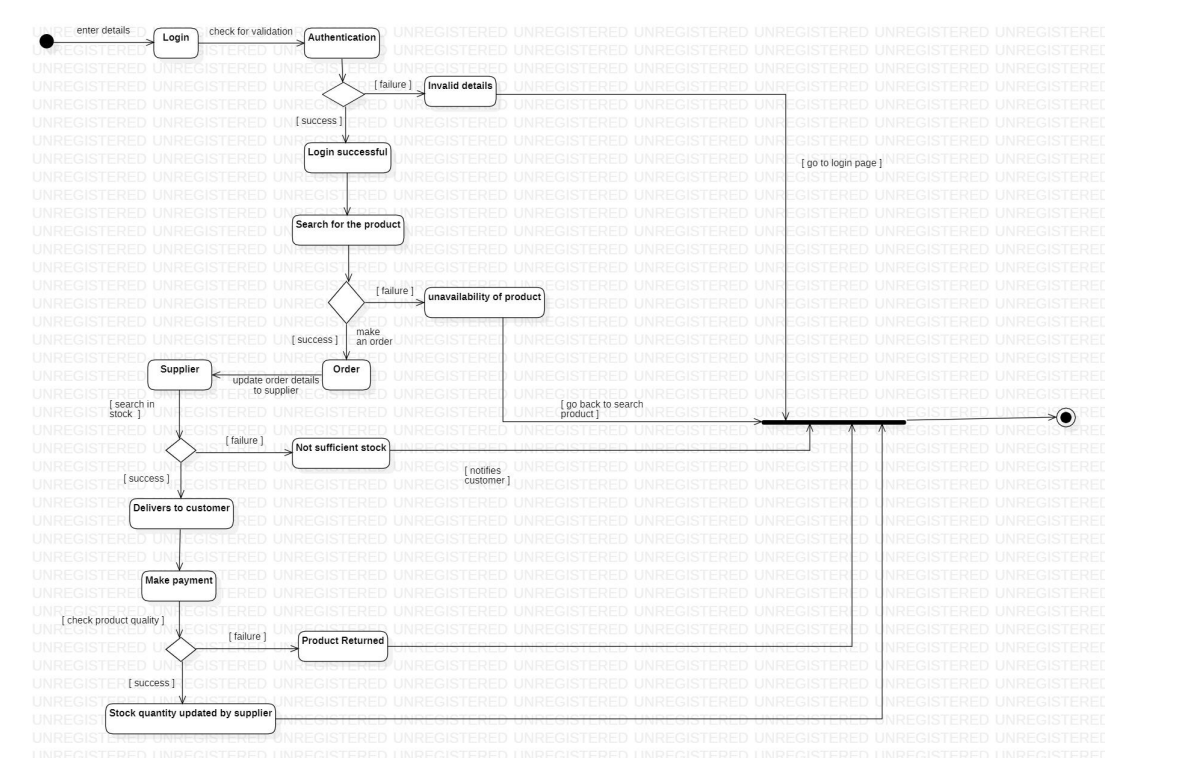 enter details
Login
check for validation
Authentication
[ failure ]
Invalid details
[ success ]
Login successful
[ go to login page ]
Search for the product
[ failure ]
unavailability of product
[ success ]
make
an order
Supplier
update order details
to supplier
Order
[ search in
stock  ]
[ go back to search
product ]
[ failure ]
Not sufficient stock
[ notifies
customer ]
[ success ]
Delivers to customer
Make payment
[ check product quality ]
[ failure ]
Product Returned
[ success ]
Stock quantity updated by supplier
UNREGISTERED